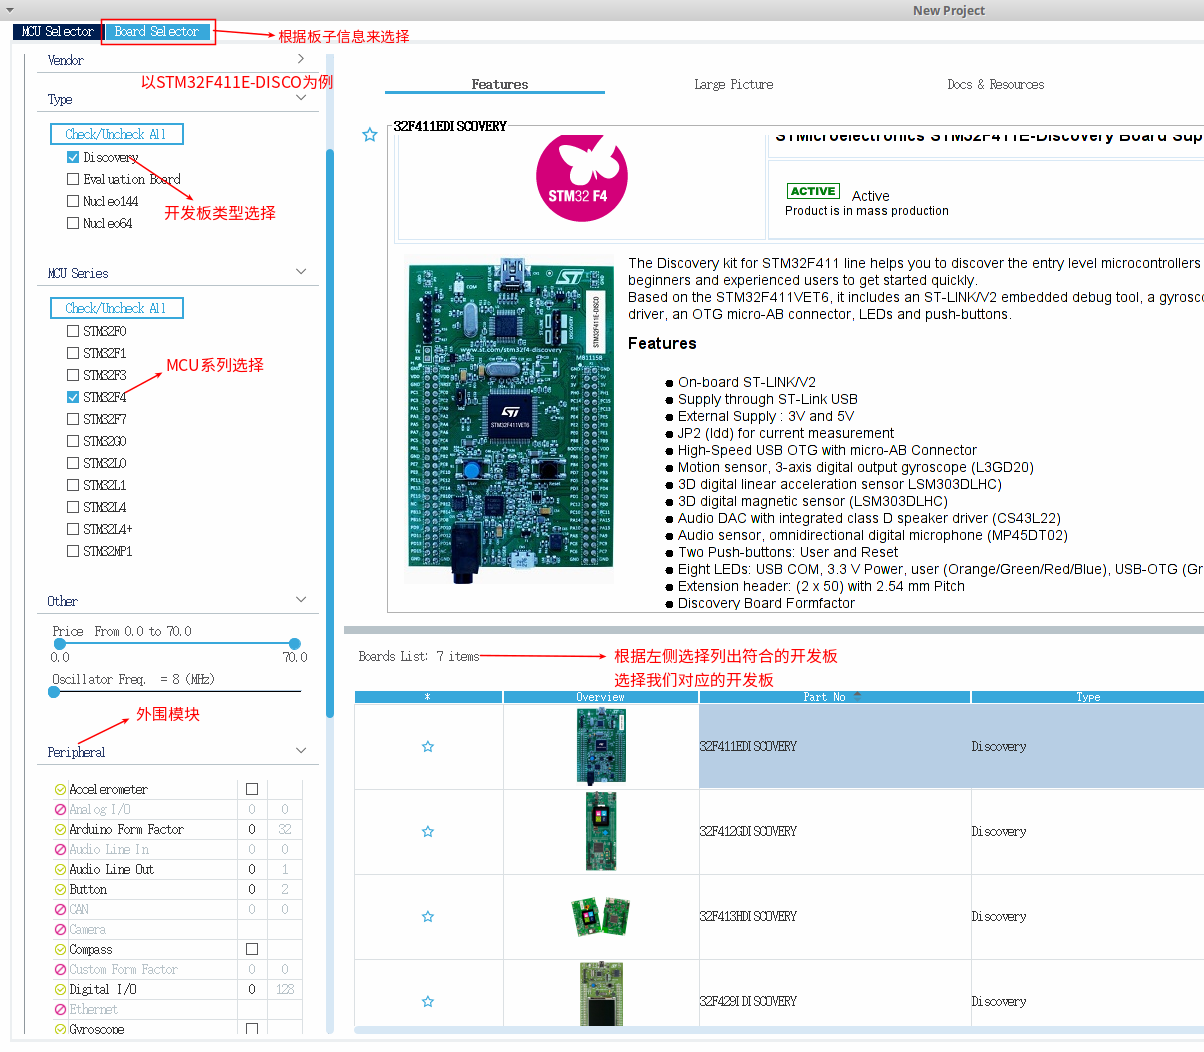 New Project
MCU Selector
Board Selector
根据板子信息来选择
Vendor
以STM32F411E-DISCO为例
Type
Check/Uncheck All
Discovery
Evaluation Board
Nucleo144
Nucleo64
开发板类型选择
MCU Series
Check/Uncheck All
STM32F0
STM32F1
STM32F3
STM32F4
STM32F7
STM32G0
STM32L0
STM32L1
STM32L4
STM32L4+
STM32MP1
MCU系列选择
Other
Price From 0.0 to 70.0
0.0 70.0
Oscillator Freq. = 8 (MHz)
外围模块
Peripheral
Accelerometer
Analog I/O 0 0
Arduino Form Factor 0 32
Audio Line In 0 0
Audio Line Out 0 1
Button 0 2
CAN 0 0
Camera
Compass
Custom Form Factor 0 0
Digital I/O 0 128
Ethernet
Gyroscope
Features
Large Picture
Docs & Resources
32F411EDISCOVERY
STM32 F4
STMicroelectronics STM32F411E-Discovery Board Sup
ACTIVE
Active
Product is in mass production
www.st.com/stm32f4-discovery
STM32F411E-DISCO
MB1115B
STM32F411VET6
User
Reset
The Discovery kit for STM32F411 line helps you to discover the entry level microcontrollers
beginners and experienced users to get started quickly.
Based on the STM32F411VET6, it includes an ST-LINK/V2 embedded debug tool, a gyrosc
driver, an OTG micro-AB connector, LEDs and push-buttons.
Features
On-board ST-LINK/V2
Supply through ST-Link USB
External Supply : 3V and 5V
JP2 (Idd) for current measurement
High-Speed USB OTG with micro-AB Connector
Motion sensor, 3-axis digital output gyroscope (L3GD20)
3D digital linear acceleration sensor LSM303DLHC)
3D digital magnetic sensor (LSM303DLHC)
Audio DAC with integrated class D speaker driver (CS43L22)
Audio sensor, omnidirectional digital microphone (MP45DT02)
Two Push-buttons: User and Reset
Eight LEDs: USB COM, 3.3 V Power, user (Orange/Green/Red/Blue), USB-OTG (Gr
Extension header: (2 x 50) with 2.54 mm Pitch
Discovery Board Formfactor
Boards List: 7 items
根据左侧选择列出符合的开发板
选择我们对应的开发板
* Overview Part No Type
32F411EDISCOVERY Discovery
32F412GDISCOVERY Discovery
32F413HDISCOVERY Discovery
32F429IDISCOVERY Discovery